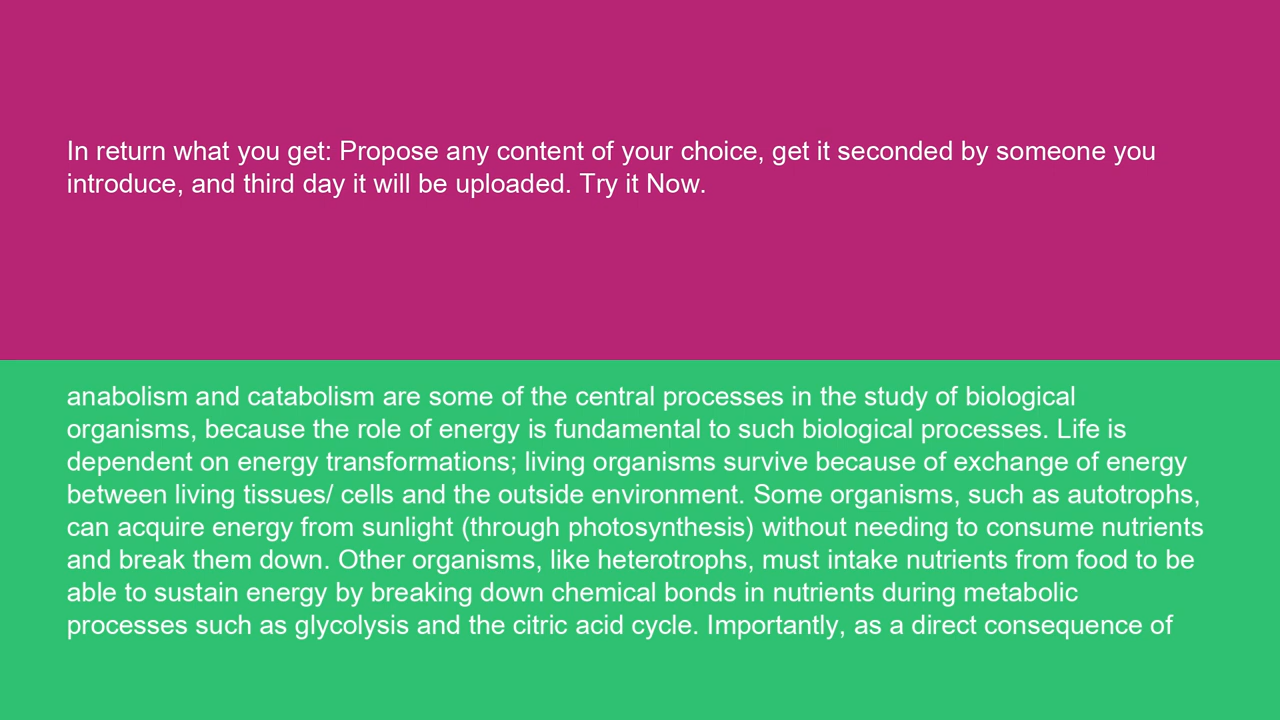 In return what you get: Propose any content of your choice, get it seconded by someone you
introduce, and third day it will be uploaded. Try it Now.
anabolism and catabolism are some of the central processes in the study of biological
organisms, because the role of energy is fundamental to such biological processes. Life is
dependent on energy transformations; living organisms survive because of exchange of energy
between living tissues/ cells and the outside environment. Some organisms, such as autotrophs,
can acquire energy from sunlight (through photosynthesis) without needing to consume nutrients
and break them down. Other organisms, like heterotrophs, must intake nutrients from food to be
able to sustain energy by breaking down chemical bonds in nutrients during metabolic
processes such as glycolysis and the citric acid cycle. Importantly, as a direct consequence of